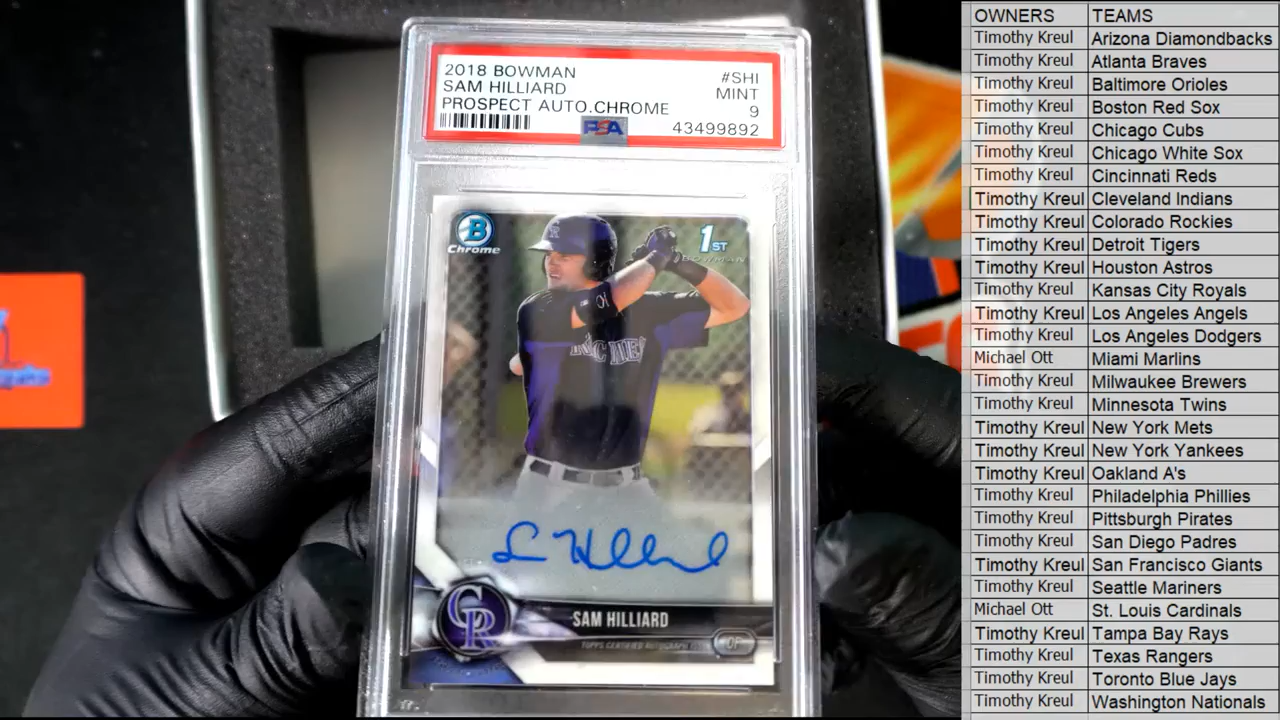 2018 BOWMAN #SHI
SAM HILLIARD MINT
PROSPECT AUTO.CHROME 9
PSA 43499892
B
Chrome
1ST
BOWMAN
CR
SAM HILLIARD
TOPPS CERTIFIED AUTOGRAPH ISSUE
OF
OWNERS TEAMS
Timothy Kreul Arizona Diamondbacks
Timothy Kreul Atlanta Braves
Timothy Kreul Baltimore Orioles
Timothy Kreul Boston Red Sox
Timothy Kreul Chicago Cubs
Timothy Kreul Chicago White Sox
Timothy Kreul Cincinnati Reds
Timothy Kreul Cleveland Indians
Timothy Kreul Colorado Rockies
Timothy Kreul Detroit Tigers
Timothy Kreul Houston Astros
Timothy Kreul Kansas City Royals
Timothy Kreul Los Angeles Angels
Timothy Kreul Los Angeles Dodgers
Michael Ott Miami Marlins
Timothy Kreul Milwaukee Brewers
Timothy Kreul Minnesota Twins
Timothy Kreul New York Mets
Timothy Kreul New York Yankees
Timothy Kreul Oakland A's
Timothy Kreul Philadelphia Phillies
Timothy Kreul Pittsburgh Pirates
Timothy Kreul San Diego Padres
Timothy Kreul San Francisco Giants
Timothy Kreul Seattle Mariners
Michael Ott St. Louis Cardinals
Timothy Kreul Tampa Bay Rays
Timothy Kreul Texas Rangers
Timothy Kreul Toronto Blue Jays
Timothy Kreul Washington Nationals